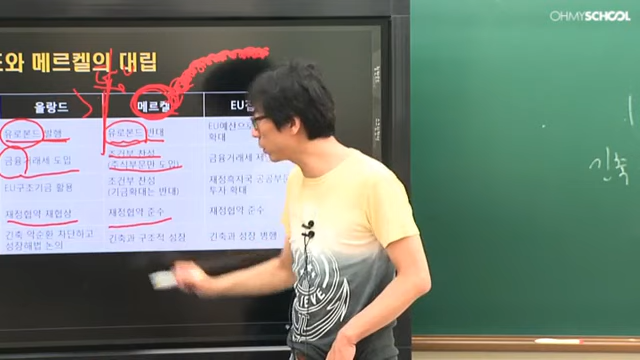 OHMYSCHOOL
와 메르켈의 대립
올랑드
메르켈
EU집
유로본드 발행
유로본드 반대
EU예산으로
확대
금융거래세 도입
조건부 찬성
(주식부문만 도입)
금융거래세
EU구조기금 활용
조건부 찬성
(기금확대는 반대)
재정흑자국 공공부문
투자 확대
재정협약 재협상
재정협약 준수
재정협약 준수
긴축 악순환 차단하고
성장해법 논의
긴축과 구조적 성장
긴축과 성장 병행
긴축